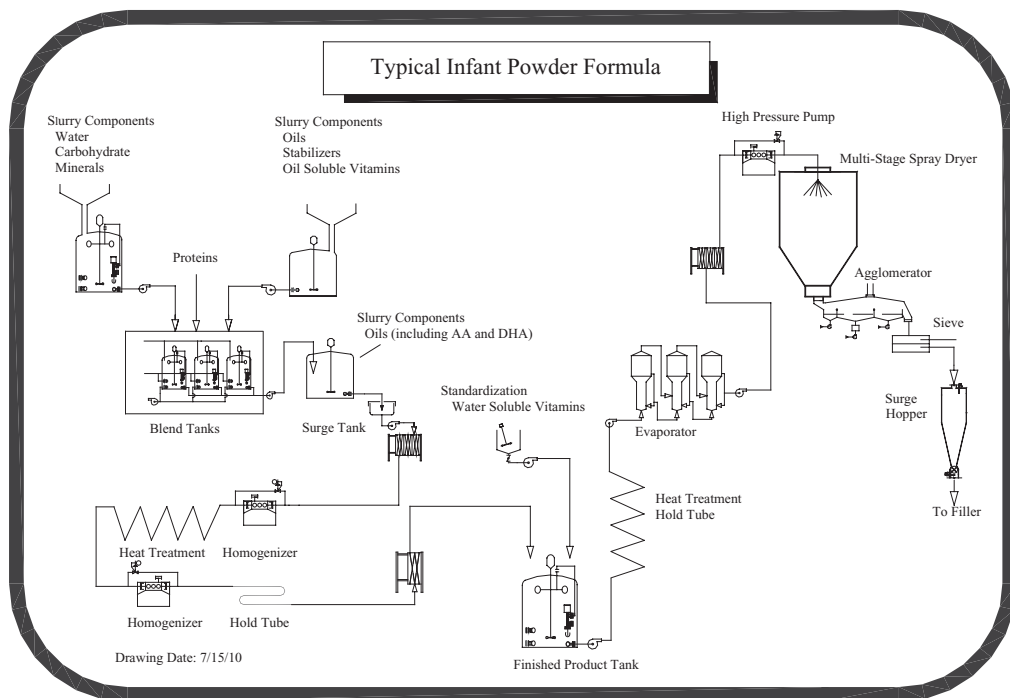 Typical Infant Powder Formula
Slurry Components
Water
Carbohydrate
Minerals
Slurry Components
Oils
Stabilizers
Oil Soluble Vitamins
High Pressure Pump
Multi-Stage Spray Dryer
Proteins
Agglomerator
Slurry Components
Oils (including AA and DHA)
Sieve
Standardization
Water Soluble Vitamins
Surge
Hopper
Blend Tanks
Surge Tank
Evaporator
Heat Treatment
Hold Tube
To Filler
Heat Treatment
Homogenizer
Homogenizer
Hold Tube
Drawing Date: 7/15/10
Finished Product Tank